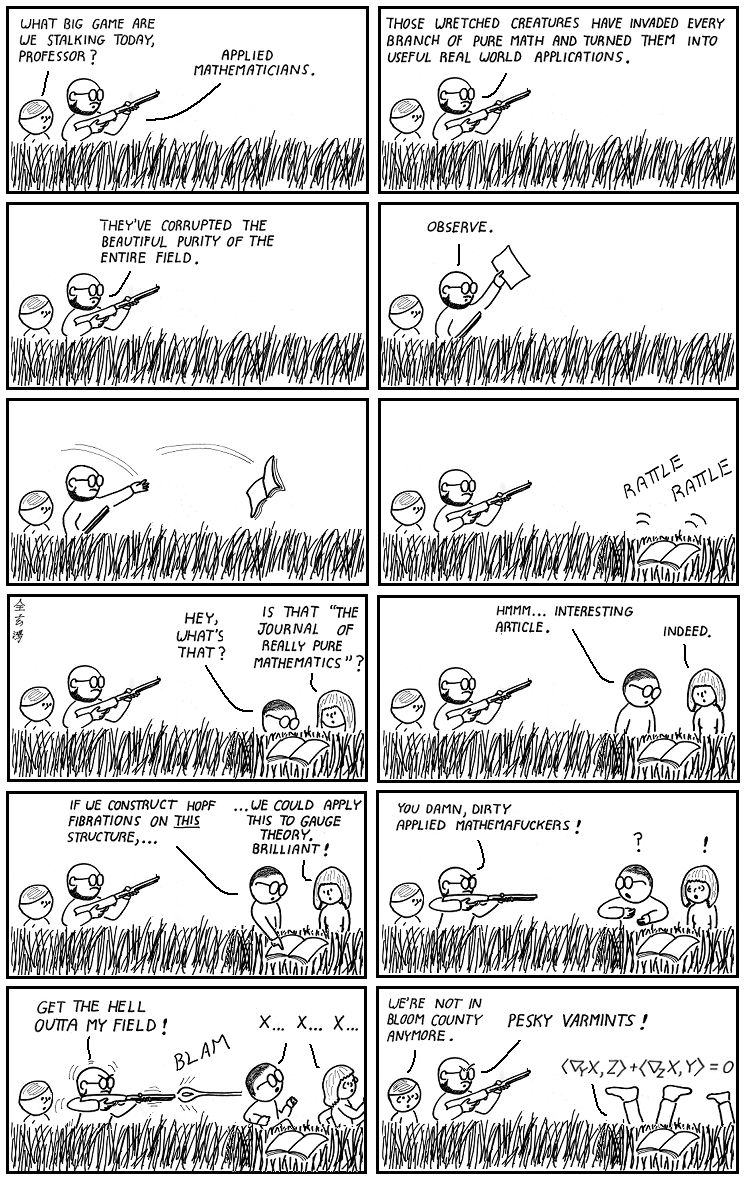 WHAT BIG GAME ARE
WE STALKING TODAY,
PROFESSOR?
APPLIED
MATHEMATICIANS.
THOSE WRETCHED CREATURES HAVE INVADED EVERY
BRANCH OF PURE MATH AND TURNED THEM INTO
USEFUL REAL WORLD APPLICATIONS.
THEY'VE CORRUPTED THE
BEAUTIFUL PURITY OF THE
ENTIRE FIELD.
OBSERVE.
RATTLE
RATTLE
HEY,
WHAT'S
THAT?
IS THAT "THE
JOURNAL OF
REALLY PURE
MATHEMATICS"?
HMMM... INTERESTING
ARTICLE.
INDEED.
IF WE CONSTRUCT HOPF
FIBRATIONS ON THIS
STRUCTURE,...
...WE COULD APPLY
THIS TO GAUGE
THEORY.
BRILLIANT!
YOU DAMN, DIRTY
APPLIED MATHEMAFUCKERS!
?
!
GET THE HELL
OUTTA MY FIELD!
BLAM
X... X... X...
WE'RE NOT IN
BLOOM COUNTY
ANYMORE.
PESKY VARMINTS!
⟨∇YX,Z⟩+⟨∇ZX,Y⟩=0